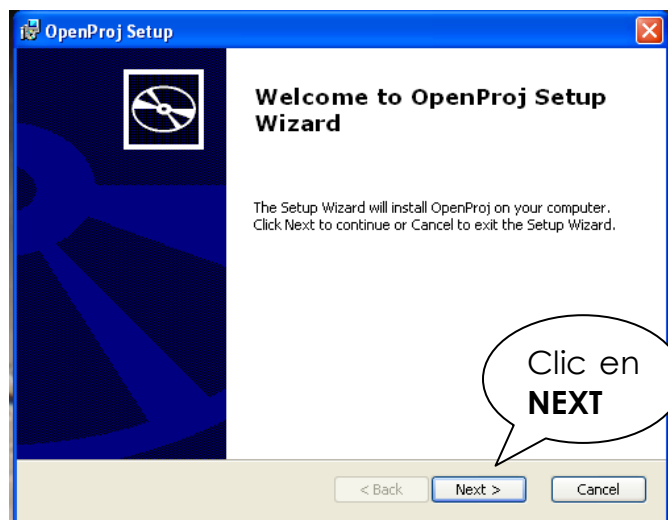 OpenProj Setup
Welcome to OpenProj Setup
Wizard
The Setup Wizard will install OpenProj on your computer.
Click Next to continue or Cancel to exit the Setup Wizard.
Clic en
NEXT
< Back
Next >
Cancel